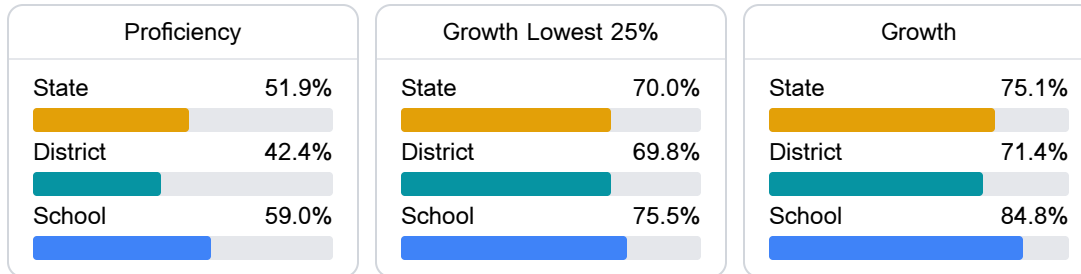 Proficiency
State 51.9%
District 42.4%
School 59.0%
Growth Lowest 25%
State 70.0%
District 69.8%
School 75.5%
Growth
State 75.1%
District 71.4%
School 84.8%